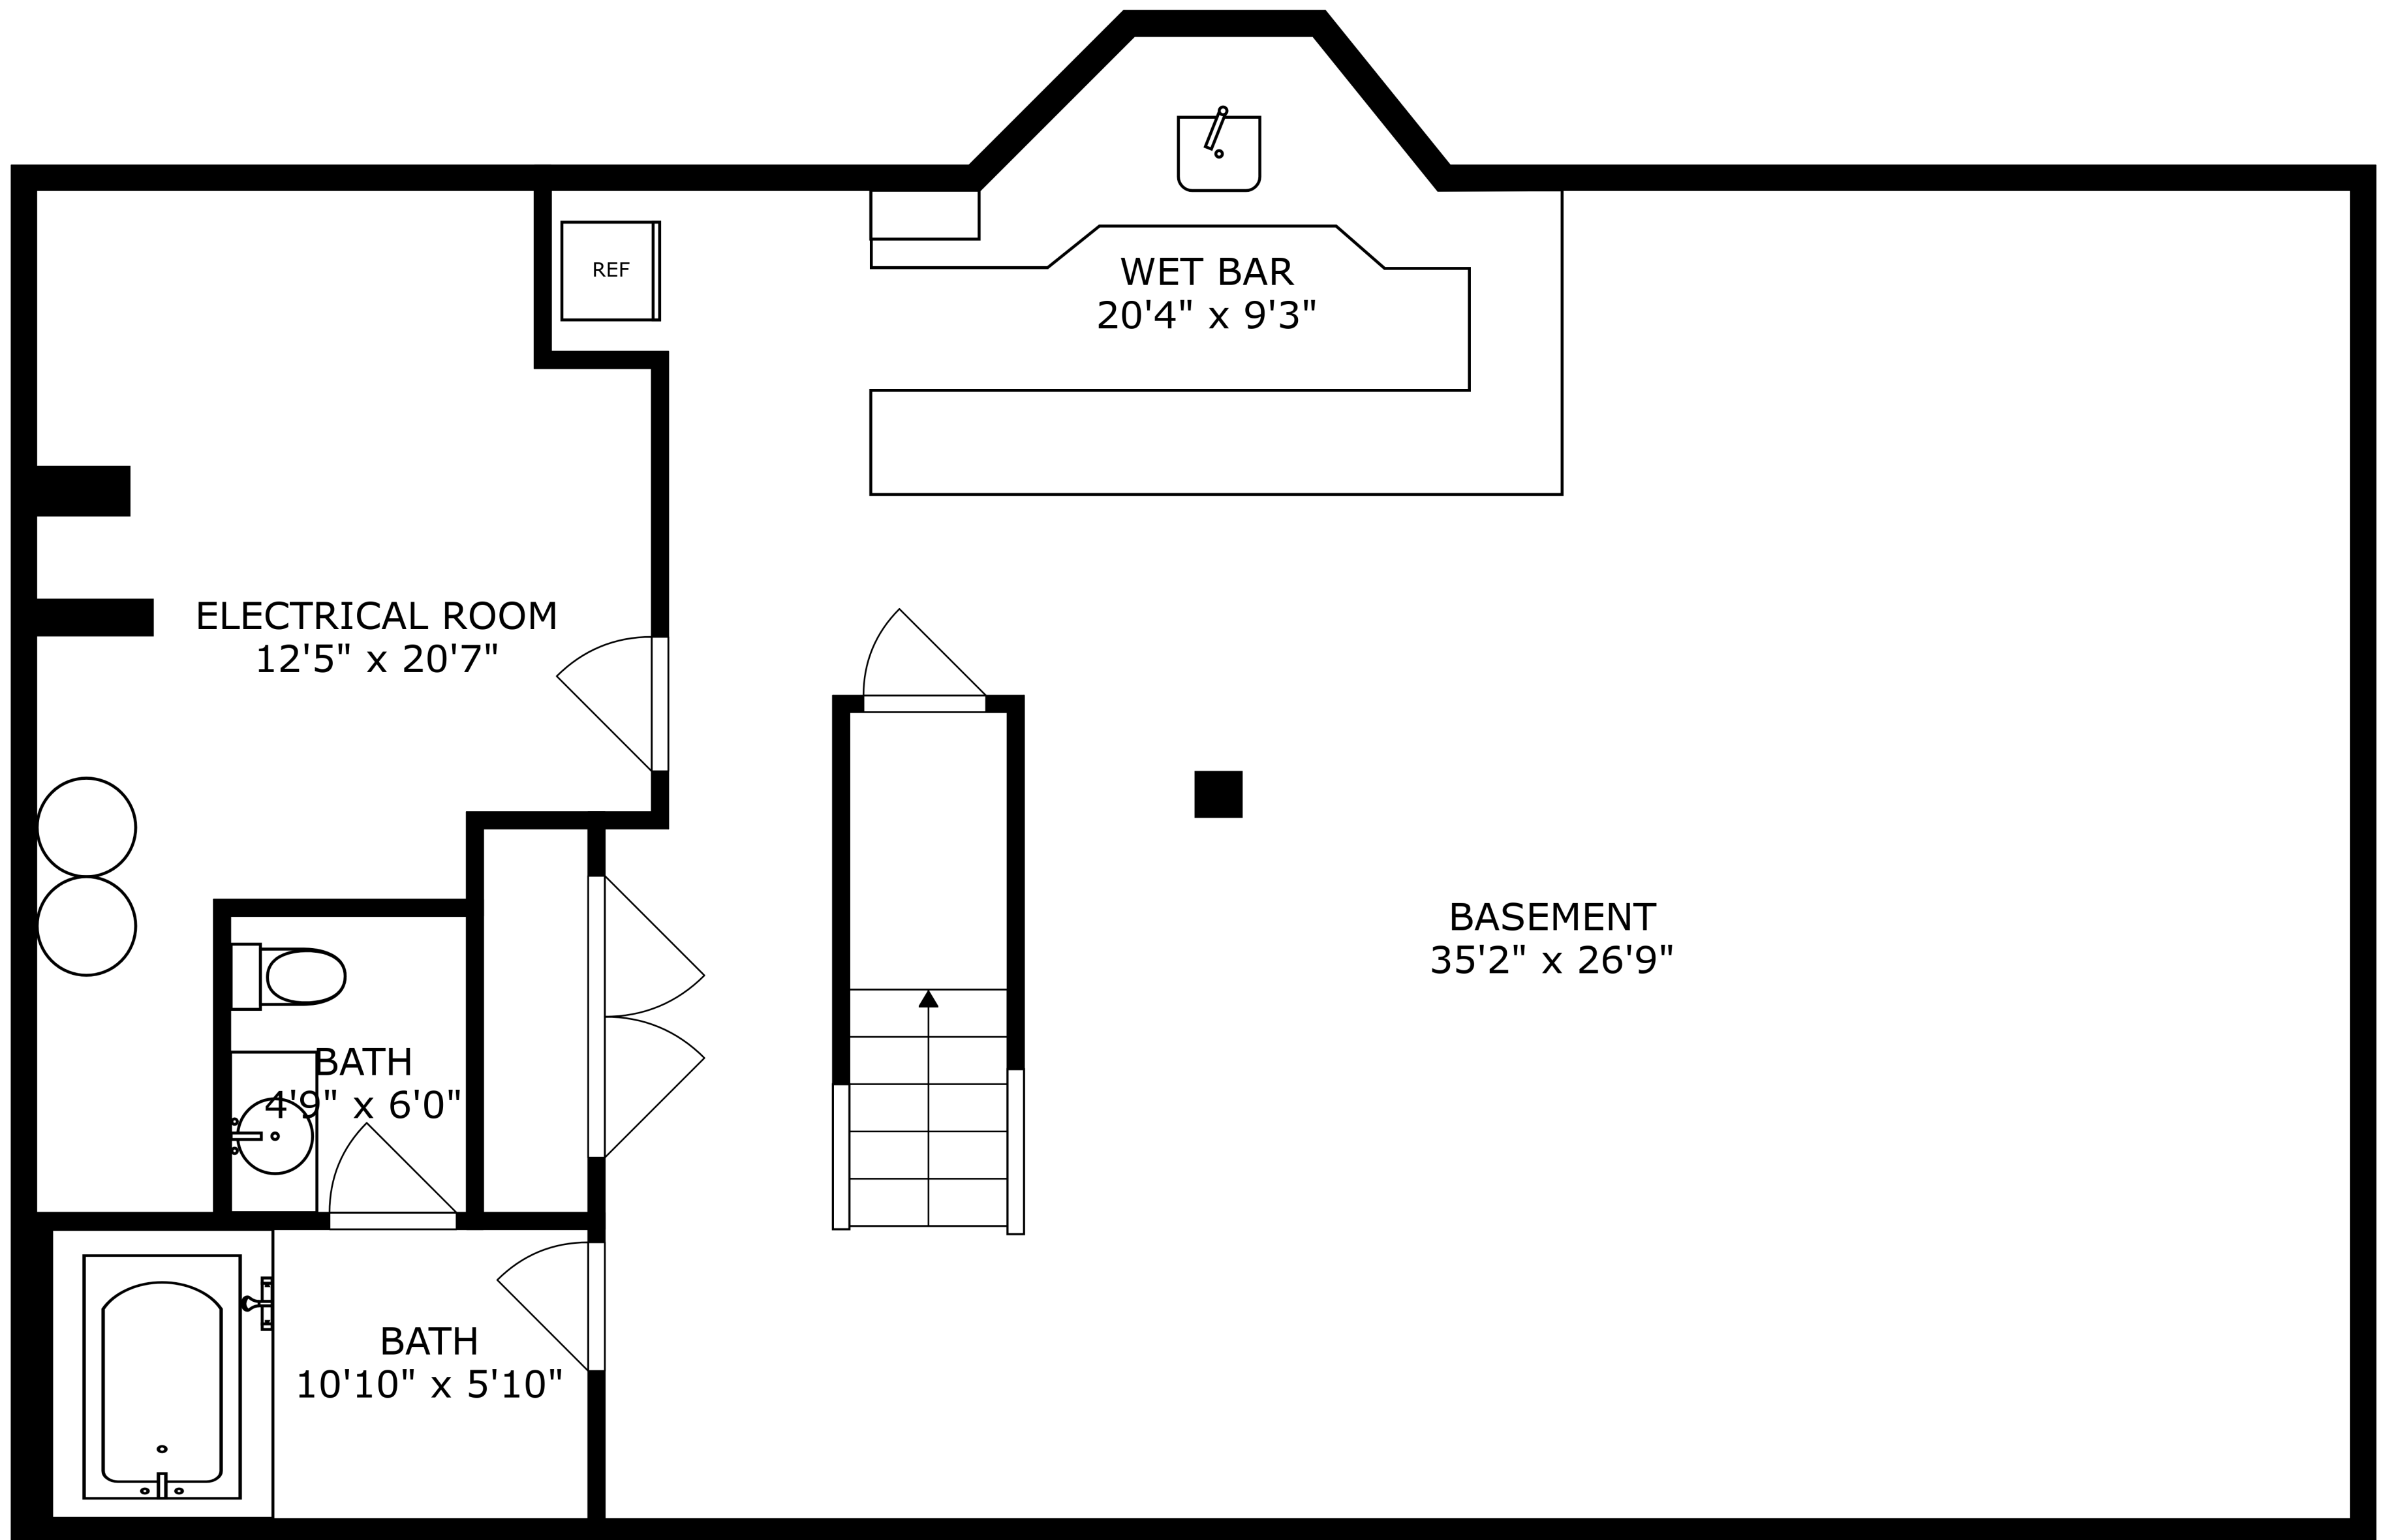 REF
WET BAR
20'4" x 9'3"
ELECTRICAL ROOM
12'5" x 20'7"
BASEMENT
35'2" x 26'9"
BATH
4'9" x 6'0"
BATH
10'10" x 5'10"